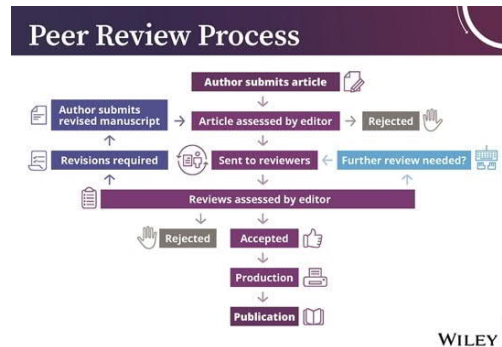 Peer Review Process
Author submits article
Author submits
revised manuscript
Article assessed by editor
Rejected
Revisions required
Sent to reviewers
Further review needed?
Reviews assessed by editor
Rejected
Accepted
Production
Publication
WILEY